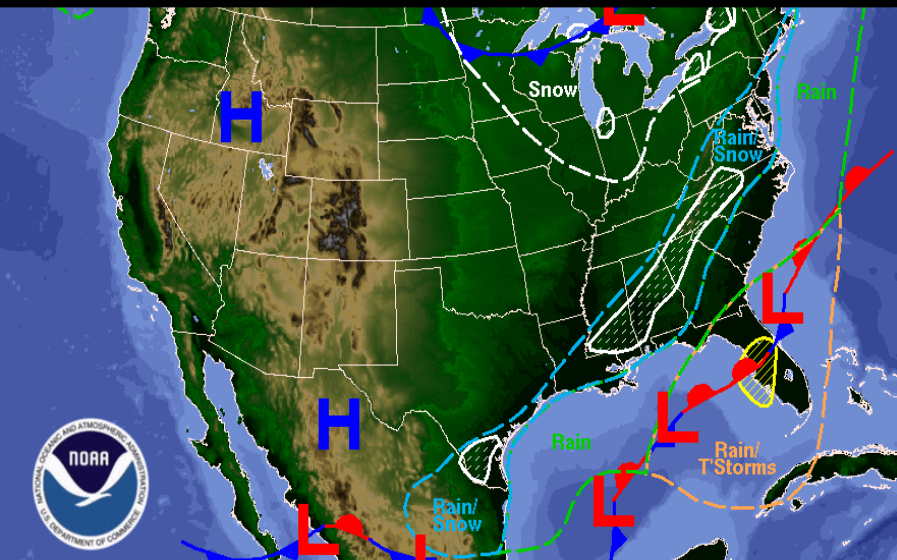 L
H
Snow
Rain
Rain/
Snow
L
H
L
Rain
Rain/
T'Storms
L
Rain/
Snow
L
L
NATIONAL OCEANIC AND ATMOSPHERIC ADMINISTRATION
NOAA
U.S. DEPARTMENT OF COMMERCE